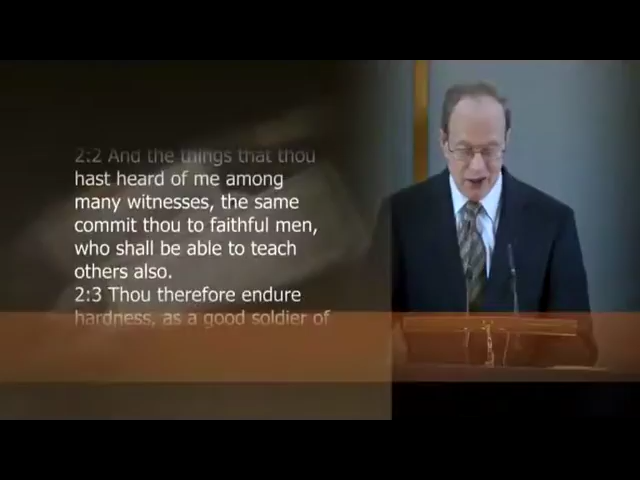 2:2 And the things that thou
hast heard of me among
many witnesses, the same
commit thou to faithful men,
who shall be able to teach
others also.
2:3 Thou therefore endure
hardness, as a good soldier of